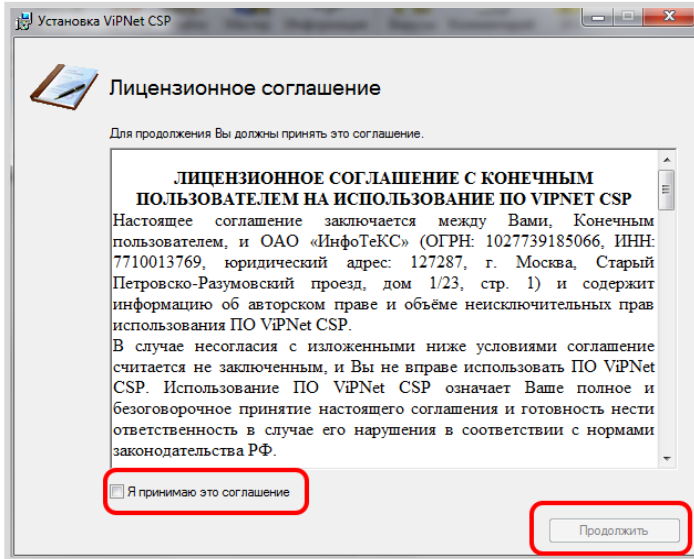 Установка ViPNet CSP
Лицензионное соглашение
Для продолжения Вы должны принять это соглашение.
ЛИЦЕНЗИОННОЕ СОГЛАШЕНИЕ С КОНЕЧНЫМ
ПОЛЬЗОВАТЕЛЕМ НА ИСПОЛЬЗОВАНИЕ ПО VIPNET CSP
Настоящее соглашение заключается между Вами, Конечным
пользователем, и ОАО «ИнфоТеКС» (ОГРН: 1027739185066, ИНН:
7710013769, юридический адрес: 127287, г. Москва, Старый
Петровско-Разумовский проезд, дом 1/23, стр. 1) и содержит
информацию об авторском праве и объёме неисключительных прав
использования ПО ViPNet CSP.
В случае несогласия с изложенными ниже условиями соглашение
считается не заключенным, и Вы не вправе использовать ПО ViPNet
CSP. Использование ПО ViPNet CSP означает Ваше полное и
безоговорочное принятие настоящего соглашения и готовность нести
ответственность в случае его нарушения в соответствии с нормами
законодательства РФ.
Я принимаю это соглашение
Продолжить